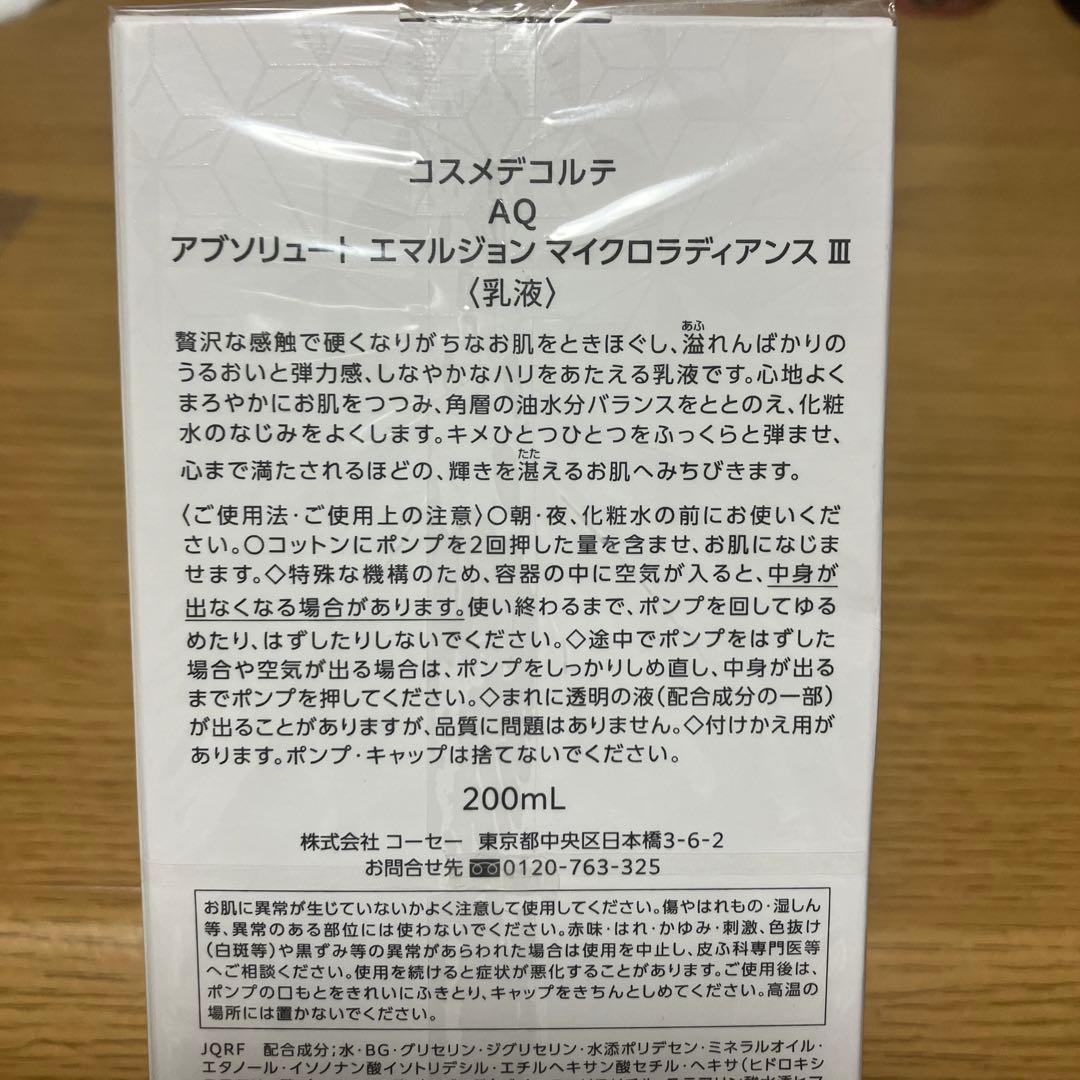 コスメデコルテ
AQ
アブソリュート エマルジョン マイクロラディアンス Ⅲ
〈乳液〉
贅沢な感触で硬くなりがちなお肌をときほぐし、溢れんばかりの
あふ
うるおいと弾力感、しなやかなハリをあたえる乳液です。心地よく
まろやかにお肌をつつみ、角層の油水分バランスをととのえ、化粧
水のなじみをよくします。キメひとつひとつをふっくらと弾ませ、
たた
心まで満たされるほどの、輝きを湛えるお肌へみちびきます。
〈ご使用法・ご使用上の注意〉〇朝・夜、化粧水の前にお使いくだ
さい。〇コットンにポンプを2回押した量を含ませ、お肌になじま
せます。◇特殊な機構のため、容器の中に空気が入ると、中身が
出なくなる場合があります。使い終わるまで、ポンプを回してゆる
めたり、はずしたりしないでください。◇途中でポンプをはずした
場合や空気が出る場合は、ポンプをしっかりしめ直し、中身が出る
までポンプを押してください。◇まれに透明の液(配合成分の一部)
が出ることがありますが、品質に問題はありません。◇付けかえ用が
あります。ポンプ・キャップは捨てないでください。
200mL
株式会社 コーセー 東京都中央区日本橋3-6-2
お問合せ先 0120-763-325
お肌に異常が生じていないかよく注意して使用してください。傷やはれもの・湿しん
等、異常のある部位には使わないでください。赤味・はれ・かゆみ・刺激、色抜け
(白斑等)や黒ずみ等の異常があらわれた場合は使用を中止し、皮ふ科専門医等
へご相談ください。使用を続けると症状が悪化することがあります。ご使用後は、
ポンプの口もとをきれいにふきとり、キャップをきちんとしめてください。高温の
場所には置かないでください。
JQRF 配合成分;水・BG・グリセリン・ジグリセリン・水添ポリデセン・ミネラルオイル・
エタノール・イソノナン酸イソトリデシル・エチルヘキサン酸セチル・ヘキサ(ヒドロキシ